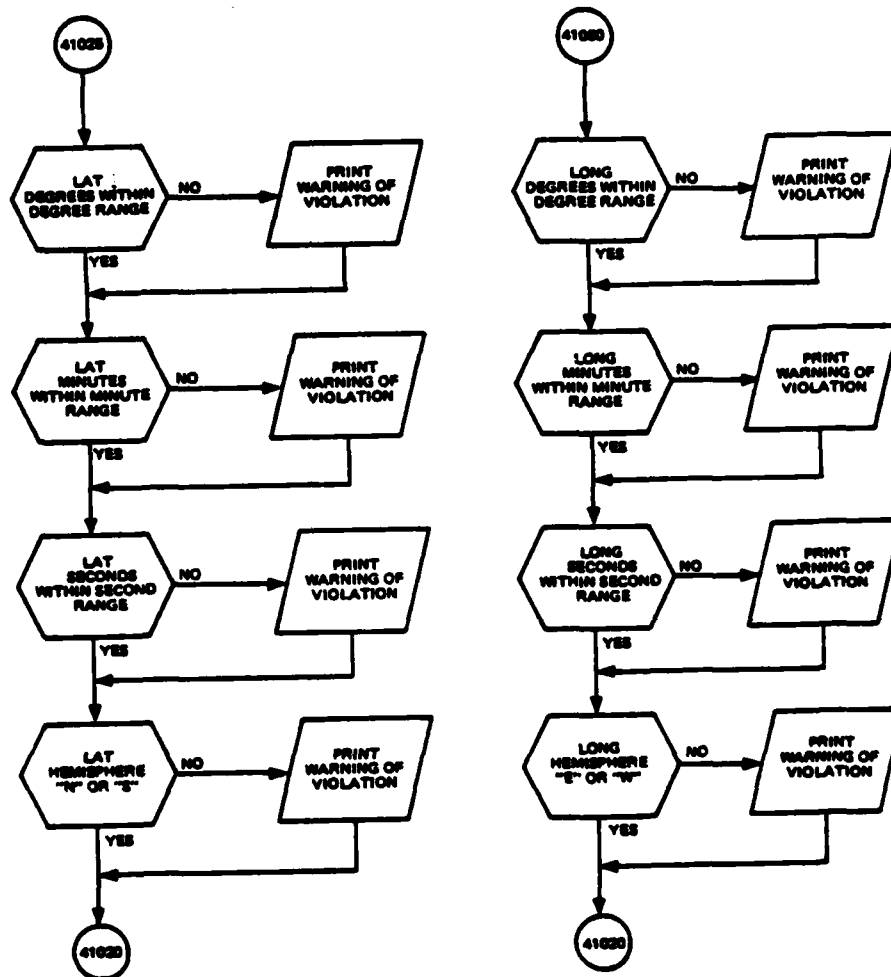 41025
LAT
DEGREES WITHIN
DEGREE RANGE
NO
PRINT
WARNING OF
VIOLATION
YES
LAT
MINUTES
WITHIN MINUTE
RANGE
NO
PRINT
WARNING OF
VIOLATION
YES
LAT
SECONDS
WITHIN SECOND
RANGE
NO
PRINT
WARNING OF
VIOLATION
YES
LAT
HEMISPHERE
"N" OR "S"
NO
PRINT
WARNING OF
VIOLATION
YES
41020
LONG
DEGREES WITHIN
DEGREE RANGE
NO
PRINT
WARNING OF
VIOLATION
YES
LONG
MINUTES
WITHIN MINUTE
RANGE
NO
PRINT
WARNING OF
VIOLATION
YES
LONG
SECONDS
WITHIN SECOND
RANGE
NO
PRINT
WARNING OF
VIOLATION
YES
LONG
HEMISPHERE
"E" OR "W"
NO
PRINT
WARNING OF
VIOLATION
YES
41020